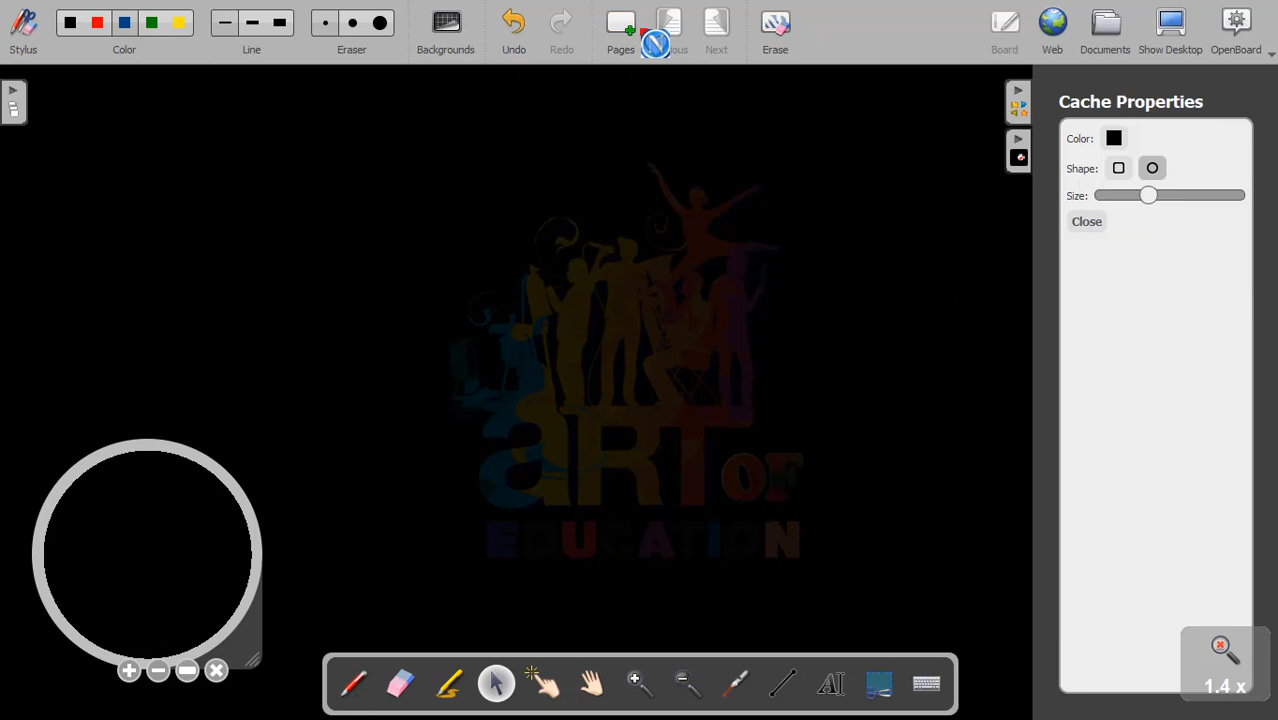 Stylus
Color
Line
Eraser
Backgrounds
Undo
Redo
Pages
Next
Erase
Board
Web
Documents
Show Desktop
OpenBoard
Cache Properties
Color:
Shape:
Size:
Close
aRT OF
EDUCATION
AI
1.4 x